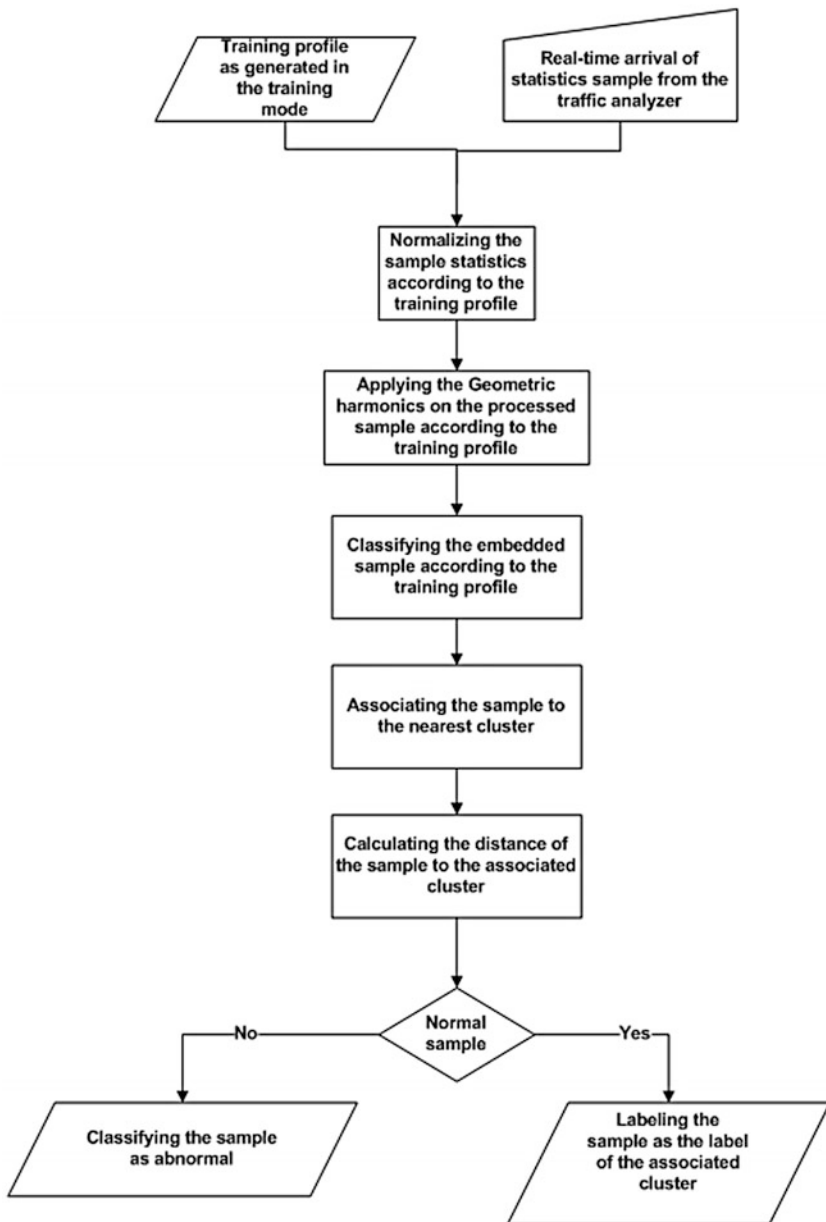 Training profile
as generated in
the training
mode
Real-time arrival of
statistics sample from the
traffic analyzer
Normalizing the
sample statistics
according to the
training profile
Applying the Geometric
harmonics on the processed
sample according to the
training profile
Classifying the embedded
sample according to the
training profile
Associating the sample to
the nearest cluster
Calculating the distance of
the sample to the associated
cluster
Normal
sample
No
Yes
Classifying the sample
as abnormal
Labeling the
sample as the label
of the associated
cluster